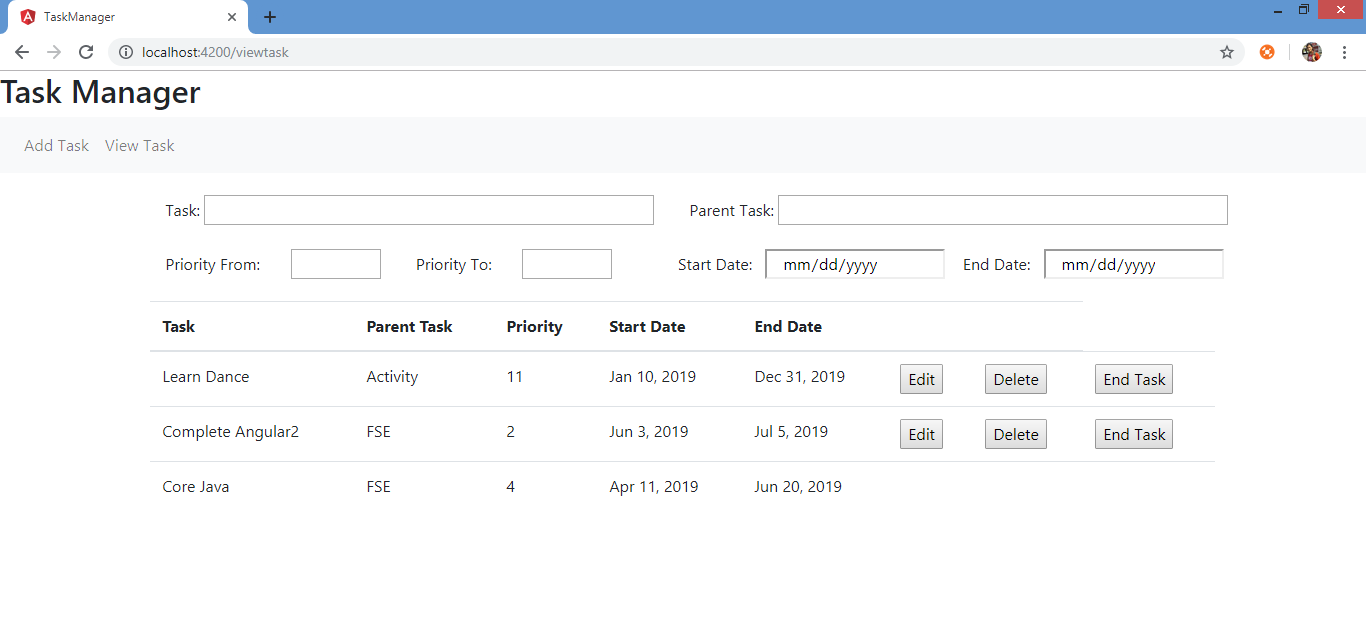 TaskManager
localhost:4200/viewtask
Task Manager
Add Task View Task
Task: Parent Task:
Priority From: Priority To: Start Date: mm/dd/yyyy End Date: mm/dd/yyyy
Task Parent Task Priority Start Date End Date
Learn Dance Activity 11 Jan 10, 2019 Dec 31, 2019 Edit Delete End Task
Complete Angular2 FSE 2 Jun 3, 2019 Jul 5, 2019 Edit Delete End Task
Core Java FSE 4 Apr 11, 2019 Jun 20, 2019